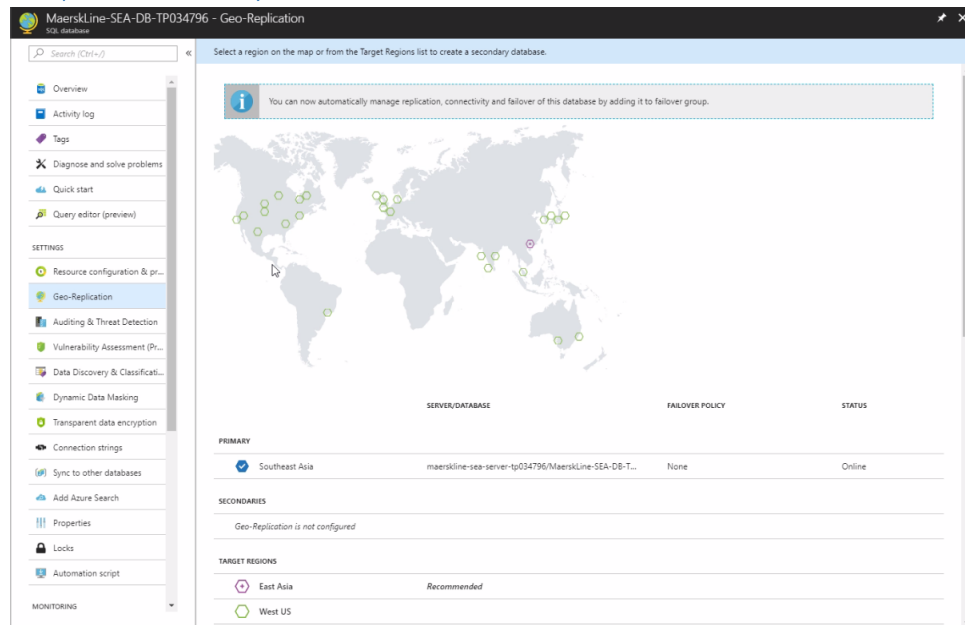 MaerskLine-SEA-DB-TP034796 - Geo-Replication
SQL database
Search (Ctrl+/)
Select a region on the map or from the Target Regions list to create a secondary database.
Overview
Activity log
Tags
Diagnose and solve problems
Quick start
Query editor (preview)
SETTINGS
Resource configuration & pr...
Geo-Replication
Auditing & Threat Detection
Vulnerability Assessment (Pr...
Data Discovery & Classificati...
Dynamic Data Masking
Transparent data encryption
Connection strings
Sync to other databases
Add Azure Search
Properties
Locks
Automation script
MONITORING
You can now automatically manage replication, connectivity and failover of this database by adding it to failover group.
SERVER/DATABASE FAILOVER POLICY STATUS
PRIMARY
Southeast Asia maerskline-sea-server-tp034796/MaerskLine-SEA-DB-T... None Online
SECONDARIES
Geo-Replication is not configured
TARGET REGIONS
East Asia Recommended
West US